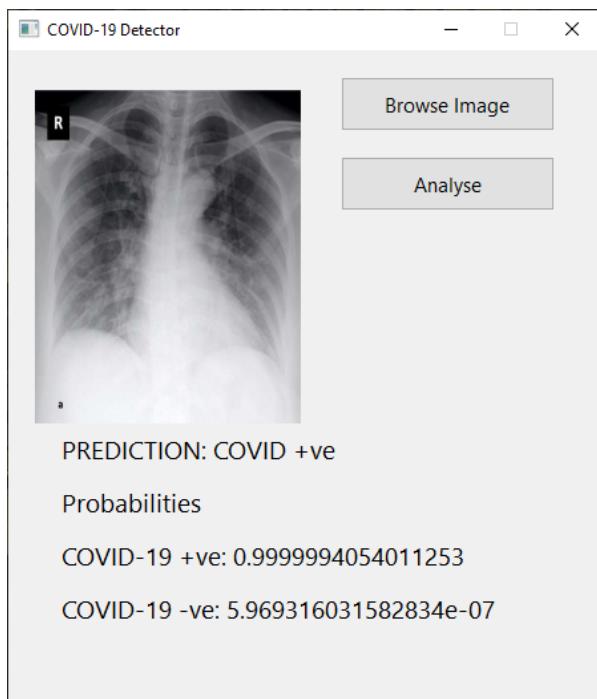 COVID-19 Detector
R
Browse Image
Analyse
a
PREDICTION: COVID +ve
Probabilities
COVID-19 +ve: 0.9999994054011253
COVID-19 -ve: 5.969316031582834e-07